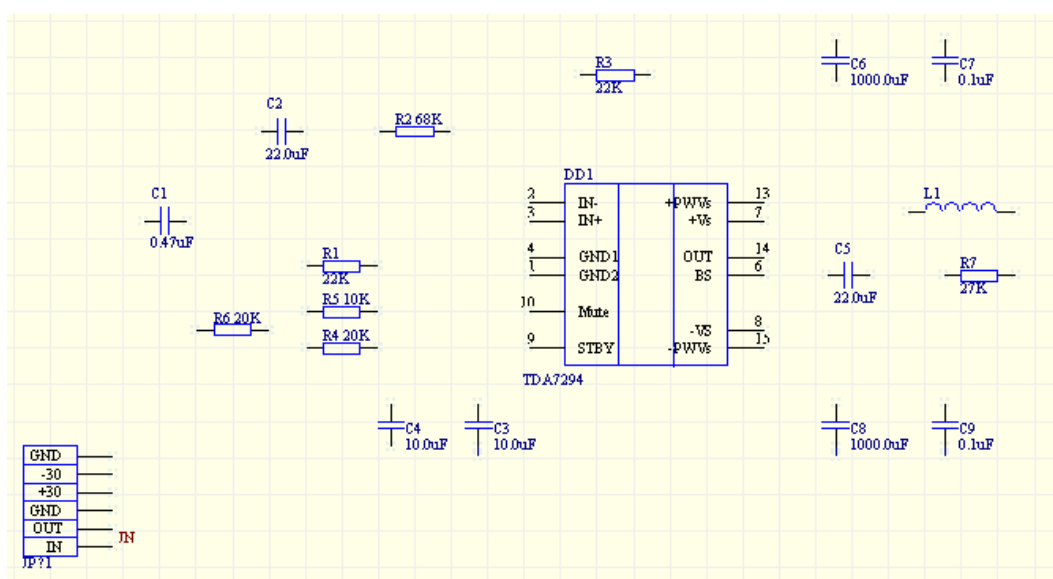 R3
22K
C6
1000.0uF
C7
0.1uF
C2
22.0uF
R2 68K
C1
0.47uF
R1
22K
R5 10K
R6 20K
R4 20K
DD1
2 IN- +PWVs 13
3 IN+ +Vs 7
4 GND1 OUT 14
1 GND2 BS 6
10 Mute
-VS 8
9 STBY -PWVs 15
TDA7294
L1
C5
22.0uF
R7
27K
C4
10.0uF
C3
10.0uF
C8
1000.0uF
C9
0.1uF
GND
-30
+30
GND
OUT
IN
JN
JP?1